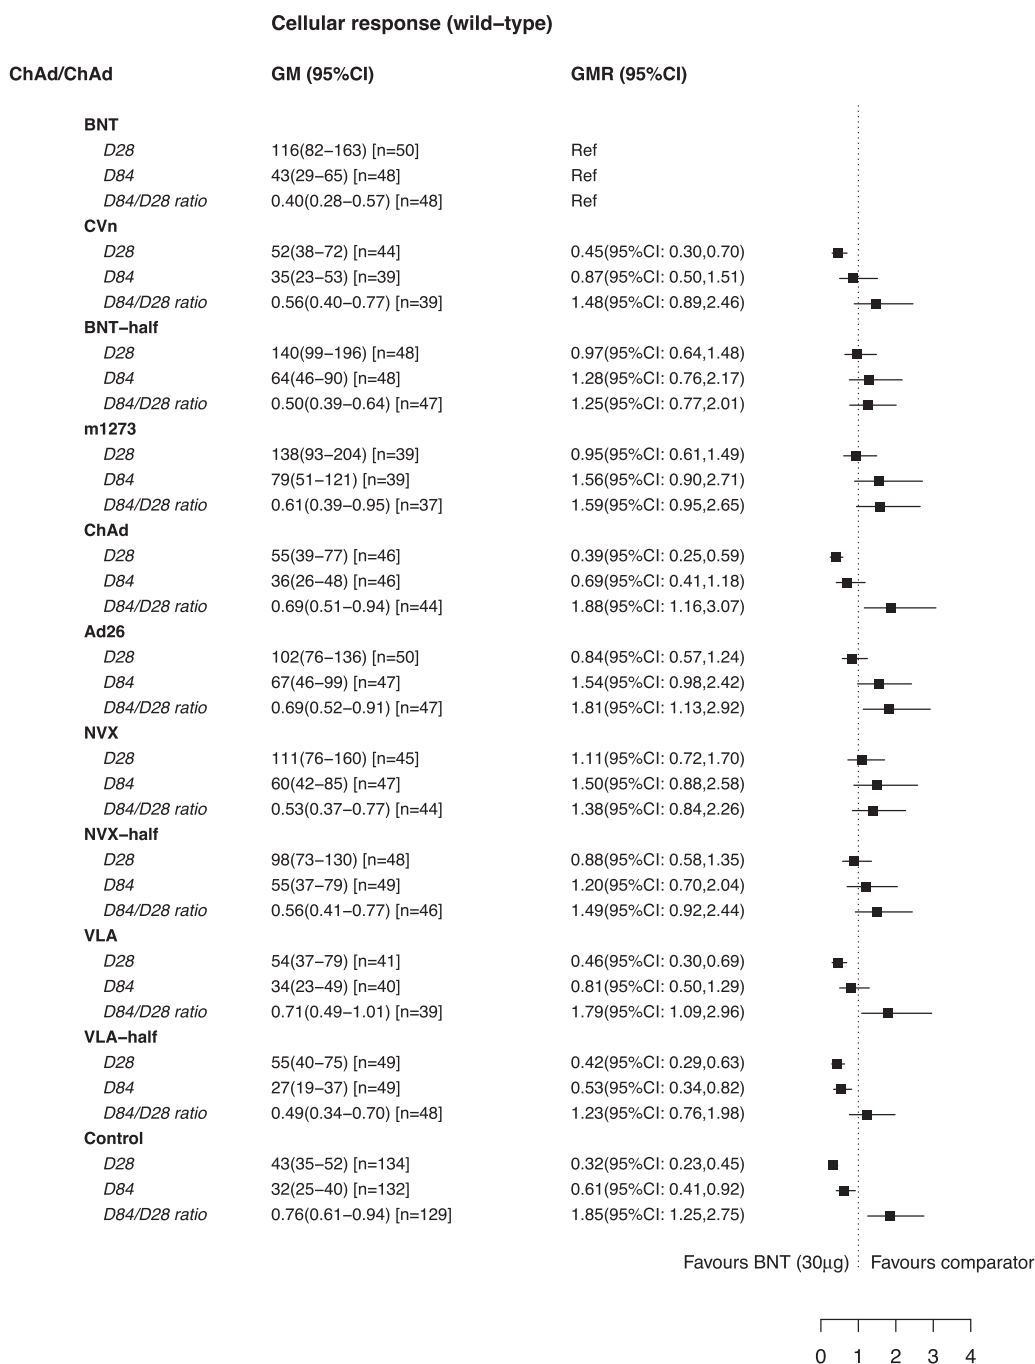 Cellular response (wild−type)
ChAd/ChAd GM (95%CI) GMR (95%CI)
BNT
D28 116(82−163) [n=50] Ref
D84 43(29−65) [n=48] Ref
D84/D28 ratio 0.40(0.28−0.57) [n=48] Ref
CVn
D28 52(38−72) [n=44] 0.45(95%CI: 0.30,0.70)
D84 35(23−53) [n=39] 0.87(95%CI: 0.50,1.51)
D84/D28 ratio 0.56(0.40−0.77) [n=39] 1.48(95%CI: 0.89,2.46)
BNT−half
D28 140(99−196) [n=48] 0.97(95%CI: 0.64,1.48)
D84 64(46−90) [n=48] 1.28(95%CI: 0.76,2.17)
D84/D28 ratio 0.50(0.39−0.64) [n=47] 1.25(95%CI: 0.77,2.01)
m1273
D28 138(93−204) [n=39] 0.95(95%CI: 0.61,1.49)
D84 79(51−121) [n=39] 1.56(95%CI: 0.90,2.71)
D84/D28 ratio 0.61(0.39−0.95) [n=37] 1.59(95%CI: 0.95,2.65)
ChAd
D28 55(39−77) [n=46] 0.39(95%CI: 0.25,0.59)
D84 36(26−48) [n=46] 0.69(95%CI: 0.41,1.18)
D84/D28 ratio 0.69(0.51−0.94) [n=44] 1.88(95%CI: 1.16,3.07)
Ad26
D28 102(76−136) [n=50] 0.84(95%CI: 0.57,1.24)
D84 67(46−99) [n=47] 1.54(95%CI: 0.98,2.42)
D84/D28 ratio 0.69(0.52−0.91) [n=47] 1.81(95%CI: 1.13,2.92)
NVX
D28 111(76−160) [n=45] 1.11(95%CI: 0.72,1.70)
D84 60(42−85) [n=47] 1.50(95%CI: 0.88,2.58)
D84/D28 ratio 0.53(0.37−0.77) [n=44] 1.38(95%CI: 0.84,2.26)
NVX−half
D28 98(73−130) [n=48] 0.88(95%CI: 0.58,1.35)
D84 55(37−79) [n=49] 1.20(95%CI: 0.70,2.04)
D84/D28 ratio 0.56(0.41−0.77) [n=46] 1.49(95%CI: 0.92,2.44)
VLA
D28 54(37−79) [n=41] 0.46(95%CI: 0.30,0.69)
D84 34(23−49) [n=40] 0.81(95%CI: 0.50,1.29)
D84/D28 ratio 0.71(0.49−1.01) [n=39] 1.79(95%CI: 1.09,2.96)
VLA−half
D28 55(40−75) [n=49] 0.42(95%CI: 0.29,0.63)
D84 27(19−37) [n=49] 0.53(95%CI: 0.34,0.82)
D84/D28 ratio 0.49(0.34−0.70) [n=48] 1.23(95%CI: 0.76,1.98)
Control
D28 43(35−52) [n=134] 0.32(95%CI: 0.23,0.45)
D84 32(25−40) [n=132] 0.61(95%CI: 0.41,0.92)
D84/D28 ratio 0.76(0.61−0.94) [n=129] 1.85(95%CI: 1.25,2.75)
Favours BNT (30μg) Favours comparator
0 1 2 3 4